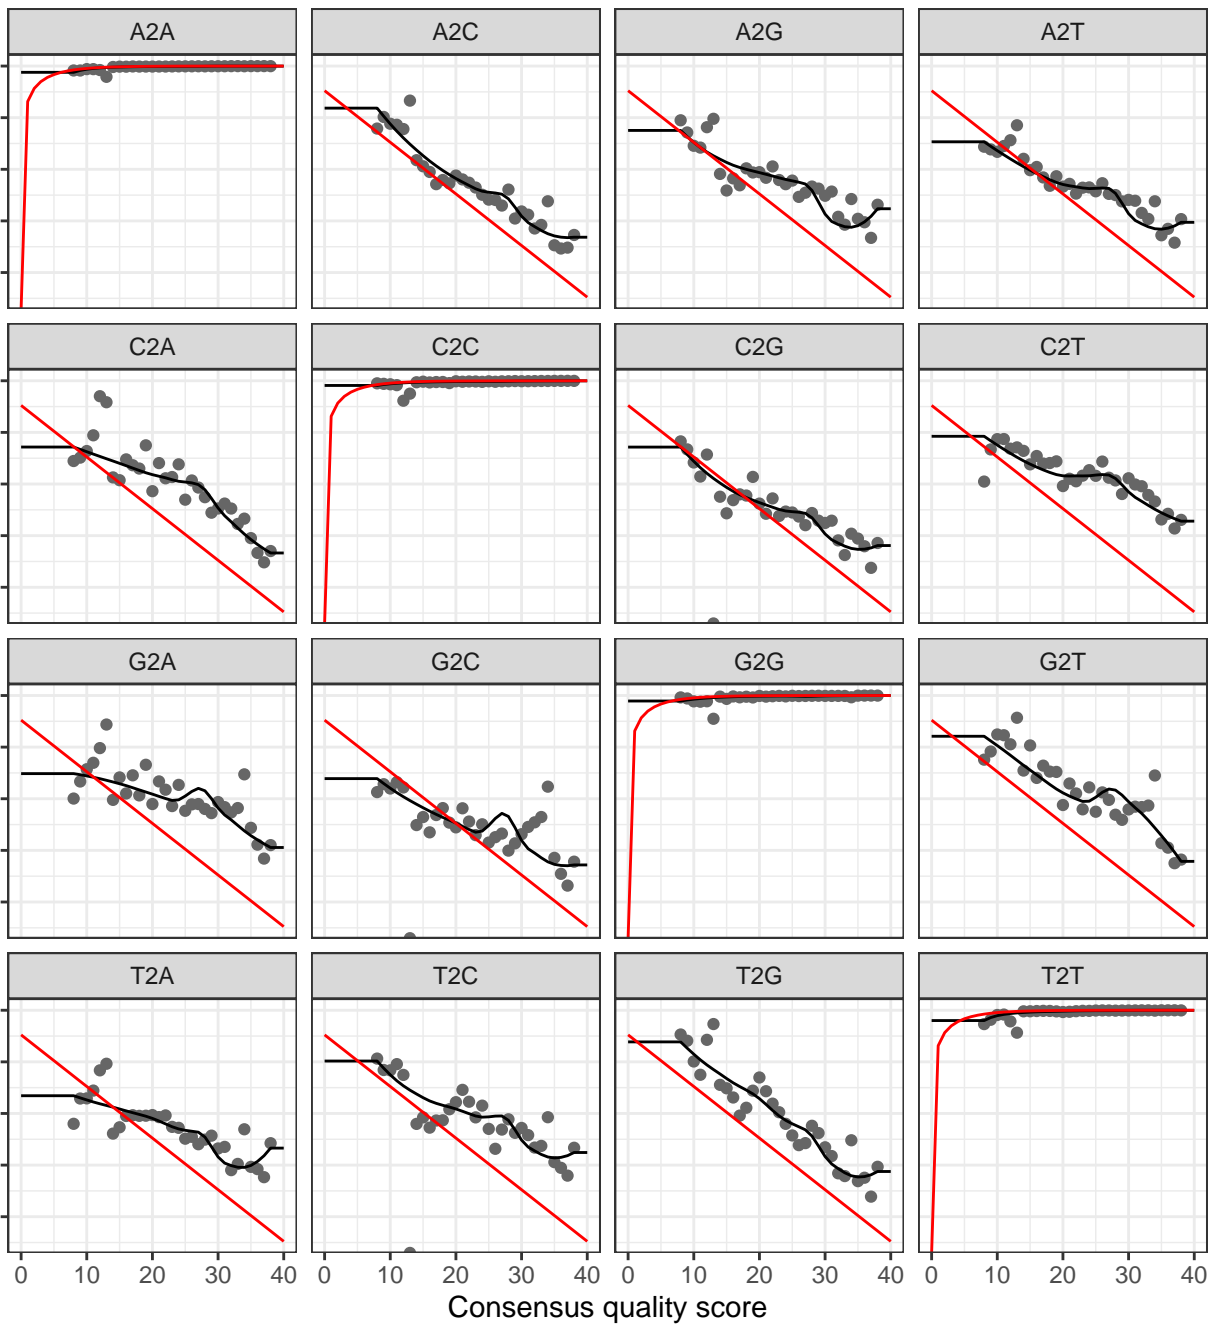 A2A A2C A2G A2T
C2A C2C C2G C2T
G2A G2C G2G G2T
T2A T2C T2G T2T
0 10 20 30 40 0 10 20 30 40 0 10 20 30 40 0 10 20 30 40
Consensus quality score